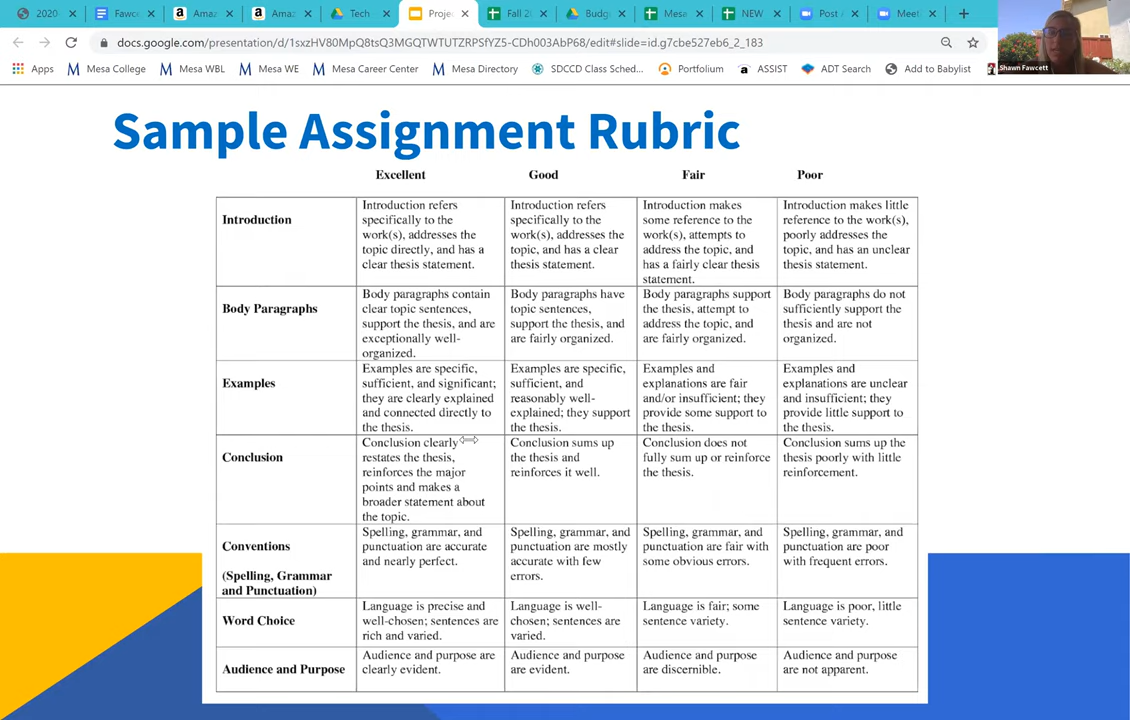 2020-
Fawc
Amaz
Amaz
Tech
Proje
Fall 2
Budg
Mesa
NEW
Post A
Meet
docs.google.com/presentation/d/1sxzHV80MpQ8tsQ3MGQTWTUTZRPSfYZ5-CDh003AbP68/edit#slide=id.g7cbe527eb6_2_183
Apps
Mesa College
Mesa WBL
Mesa WE
Mesa Career Center
Mesa Directory
SDCCD Class Sched...
Portfolium
ASSIST
ADT Search
Add to Babylist
Shawn Fawcett
Sample Assignment Rubric
Excellent Good Fair Poor
Introduction
Introduction refers
specifically to the
work(s), addresses the
topic directly, and has a
clear thesis statement.
Introduction refers
specifically to the
work(s), addresses the
topic, and has a clear
thesis statement.
Introduction makes
some reference to the
work(s), attempts to
address the topic, and
has a fairly clear thesis
statement.
Introduction makes little
reference to the work(s),
poorly addresses the
topic, and has an unclear
thesis statement.
Body Paragraphs
Body paragraphs contain
clear topic sentences,
support the thesis, and are
exceptionally well-
organized.
Body paragraphs have
topic sentences,
support the thesis, and
are fairly organized.
Body paragraphs support
the thesis, attempt to
address the topic, and
are fairly organized.
Body paragraphs do not
sufficiently support the
thesis and are not
organized.
Examples
Examples are specific,
sufficient, and significant;
they are clearly explained
and connected directly to
the thesis.
Examples are specific,
sufficient, and
reasonably well-
explained; they support
the thesis.
Examples and
explanations are fair
and/or insufficient; they
provide some support to
the thesis.
Examples and
explanations are unclear
and insufficient; they
provide little support to
the thesis.
Conclusion
Conclusion clearly
restates the thesis,
reinforces the major
points and makes a
broader statement about
the topic.
Conclusion sums up
the thesis and
reinforces it well.
Conclusion does not
fully sum up or reinforce
the thesis.
Conclusion sums up the
thesis poorly with little
reinforcement.
Conventions
(Spelling, Grammar
and Punctuation)
Spelling, grammar, and
punctuation are accurate
and nearly perfect.
Spelling, grammar, and
punctuation are mostly
accurate with few
errors.
Spelling, grammar, and
punctuation are fair with
some obvious errors.
Spelling, grammar, and
punctuation are poor
with frequent errors.
Word Choice
Language is precise and
well-chosen; sentences are
rich and varied.
Language is well-
chosen; sentences are
varied.
Language is fair; some
sentence variety.
Language is poor, little
sentence variety.
Audience and Purpose
Audience and purpose are
clearly evident.
Audience and purpose
are evident.
Audience and purpose
are discernible.
Audience and purpose
are not apparent.